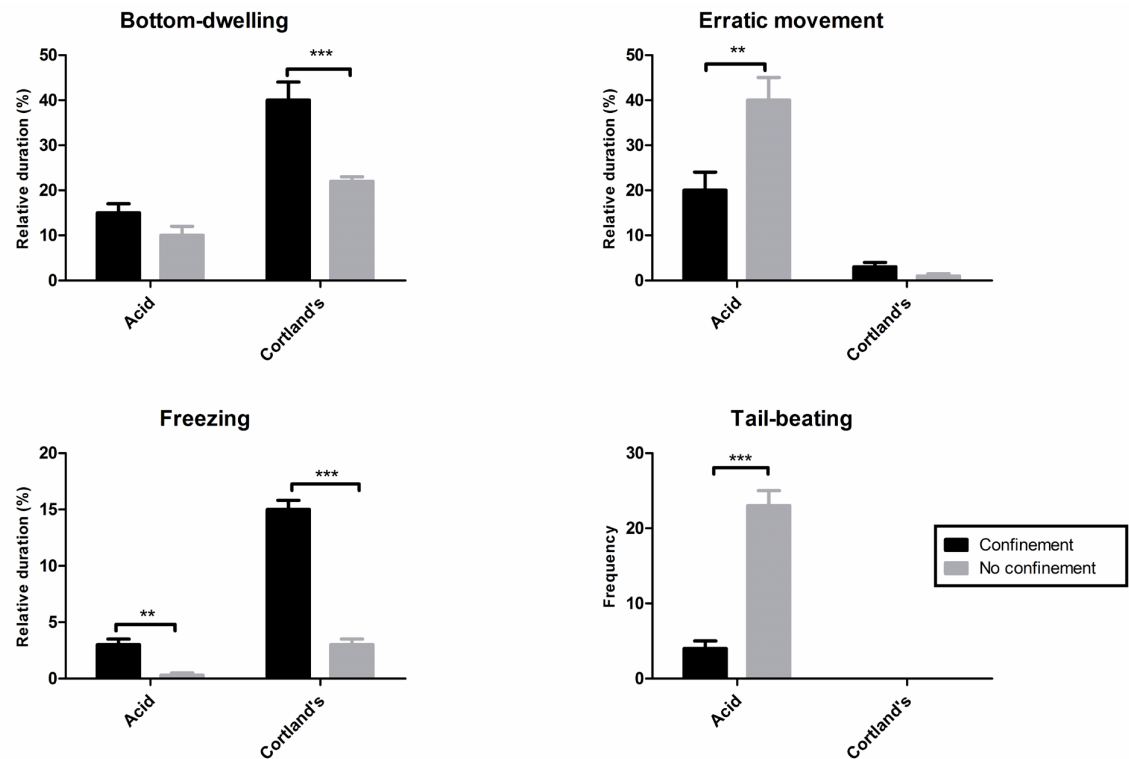 Bottom-dwelling
***
50
40
30
20
10
0
Relative duration (%)
Acid
Cortland's
Erratic movement
**
50
40
30
20
10
0
Relative duration (%)
Acid
Cortland's
Freezing
***
**
20
15
10
5
0
Relative duration (%)
Acid
Cortland's
Tail-beating
***
30
20
10
0
Frequency
Acid
Cortland's
Confinement
No confinement